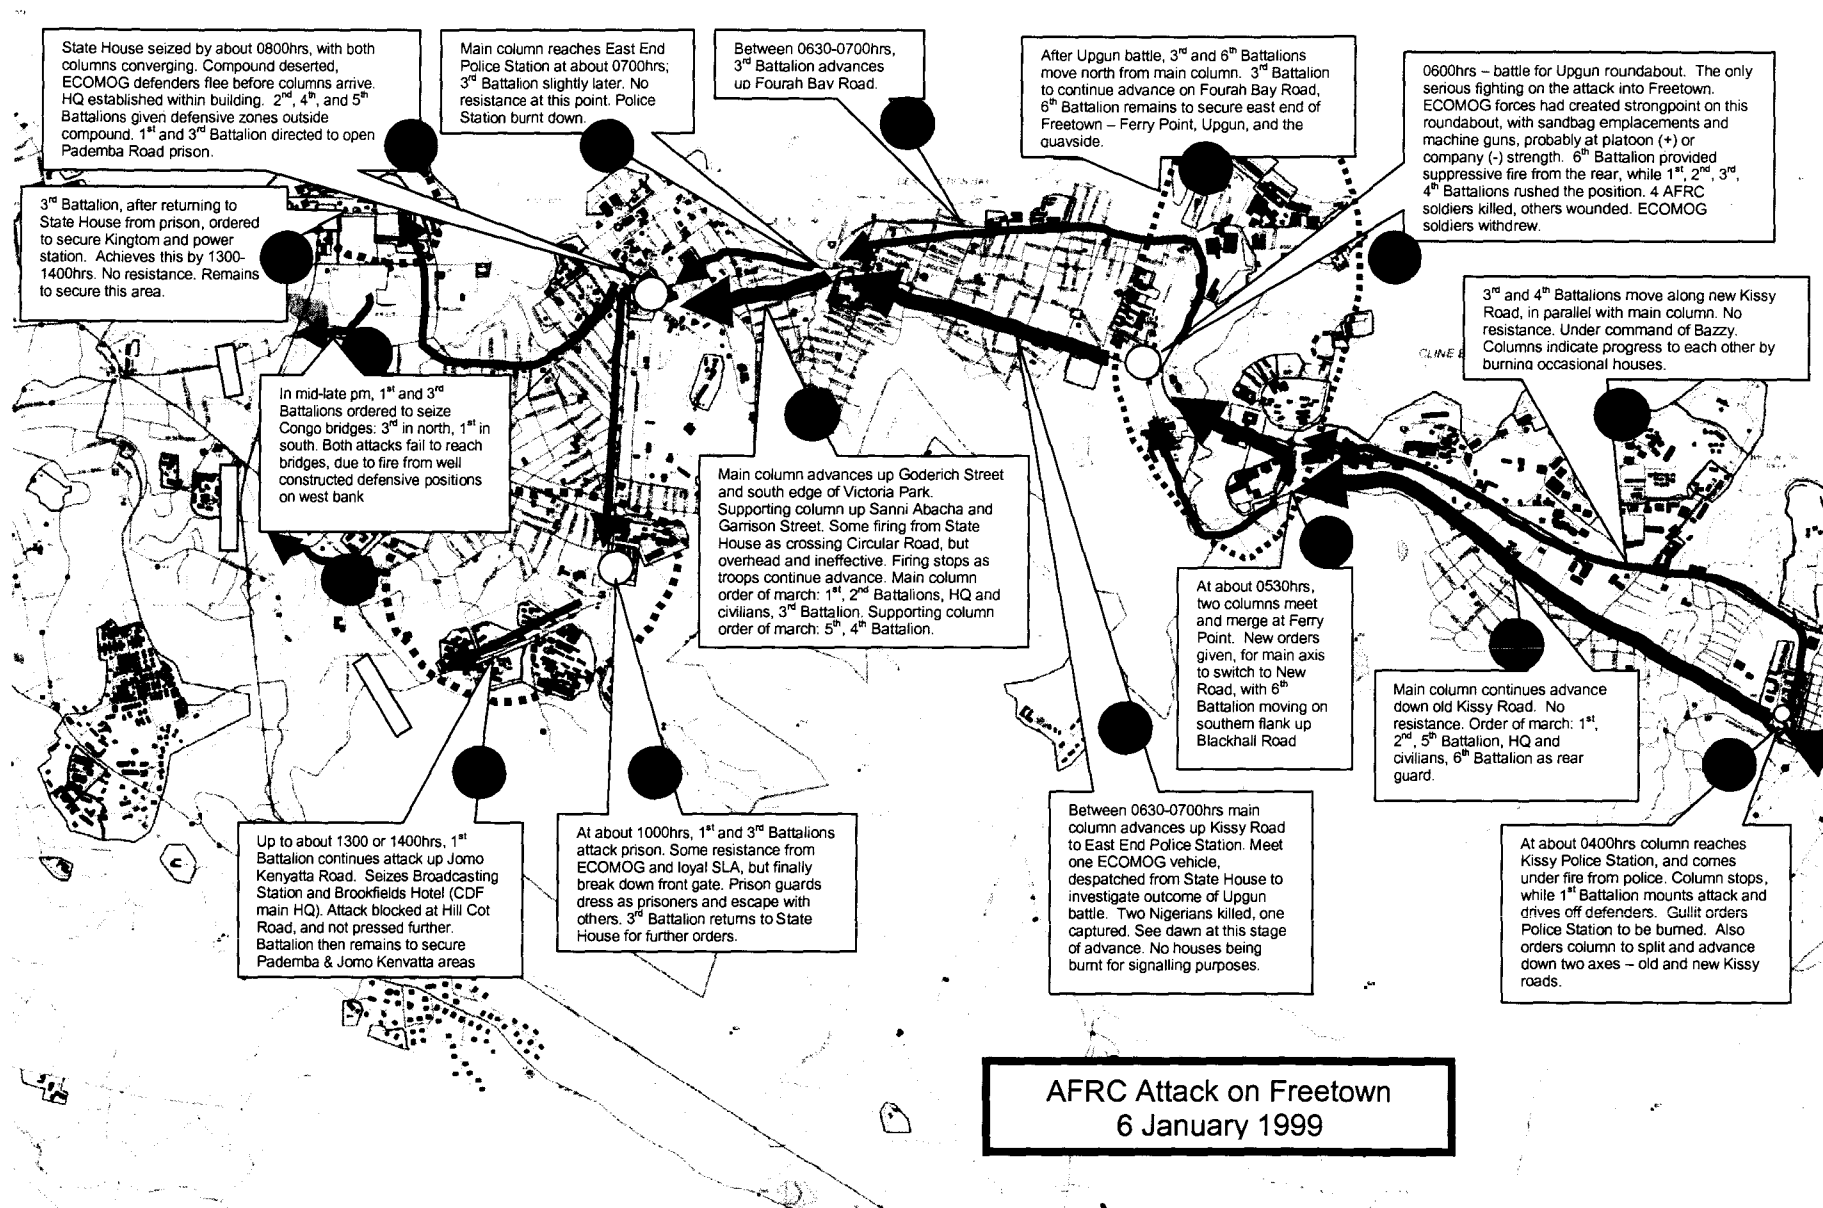 State House seized by about 0800hrs, with both
columns converging. Compound deserted,
ECOMOG defenders flee before columns arrive.
HQ established within building. 2nd, 4th, and 5th
Battalions given defensive zones outside
compound. 1st and 3rd Battalion directed to open
Pademba Road prison.
Main column reaches East End
Police Station at about 0700hrs;
3rd Battalion slightly later. No
resistance at this point. Police
Station burnt down.
Between 0630-0700hrs,
3rd Battalion advances
up Fourah Bay Road.
After Upgun battle, 3rd and 6th Battalions
move north from main column. 3rd Battalion
to continue advance on Fourah Bay Road,
6th Battalion remains to secure east end of
Freetown – Ferry Point, Upgun, and the
quayside.
0600hrs – battle for Upgun roundabout. The only
serious fighting on the attack into Freetown.
ECOMOG forces had created strongpoint on this
roundabout, with sandbag emplacements and
machine guns, probably at platoon (+) or
company (-) strength. 6th Battalion provided
suppressive fire from the rear, while 1st, 2nd, 3rd,
4th Battalions rushed the position. 4 AFRC
soldiers killed, others wounded. ECOMOG
soldiers withdrew.
3rd Battalion, after returning to
State House from prison, ordered
to secure Kingtom and power
station. Achieves this by 1300-
1400hrs. No resistance. Remains
to secure this area.
3rd and 4th Battalions move along new Kissy
Road, in parallel with main column. No
resistance. Under command of Bazzy.
Columns indicate progress to each other by
burning occasional houses.
CLINE
In mid-late pm, 1st and 3rd
Battalions ordered to seize
Congo bridges: 3rd in north, 1st in
south. Both attacks fail to reach
bridges, due to fire from well
constructed defensive positions
on west bank
Main column advances up Goderich Street
and south edge of Victoria Park.
Supporting column up Sanni Abacha and
Garrison Street. Some firing from State
House as crossing Circular Road, but
overhead and ineffective. Firing stops as
troops continue advance. Main column
order of march: 1st, 2nd Battalions, HQ and
civilians, 3rd Battalion. Supporting column
order of march: 5th, 4th Battalion.
At about 0530hrs,
two columns meet
and merge at Ferry
Point. New orders
given, for main axis
to switch to New
Road, with 6th
Battalion moving on
southern flank up
Blackhall Road
Main column continues advance
down old Kissy Road. No
resistance. Order of march: 1st,
2nd, 5th Battalion, HQ and
civilians, 6th Battalion as rear
guard.
Up to about 1300 or 1400hrs, 1st
Battalion continues attack up Jomo
Kenyatta Road. Seizes Broadcasting
Station and Brookfields Hotel (CDF
main HQ). Attack blocked at Hill Cot
Road, and not pressed further.
Battalion then remains to secure
Pademba & Jomo Kenyatta areas
At about 1000hrs, 1st and 3rd Battalions
attack prison. Some resistance from
ECOMOG and loyal SLA, but finally
break down front gate. Prison guards
dress as prisoners and escape with
others. 3rd Battalion returns to State
House for further orders.
Between 0630-0700hrs main
column advances up Kissy Road
to East End Police Station. Meet
one ECOMOG vehicle,
despatched from State House to
investigate outcome of Upgun
battle. Two Nigerians killed, one
captured. See dawn at this stage
of advance. No houses being
burnt for signalling purposes.
At about 0400hrs column reaches
Kissy Police Station, and comes
under fire from police. Column stops,
while 1st Battalion mounts attack and
drives off defenders. Gullit orders
Police Station to be burned. Also
orders column to split and advance
down two axes – old and new Kissy
roads.
AFRC Attack on Freetown
6 January 1999